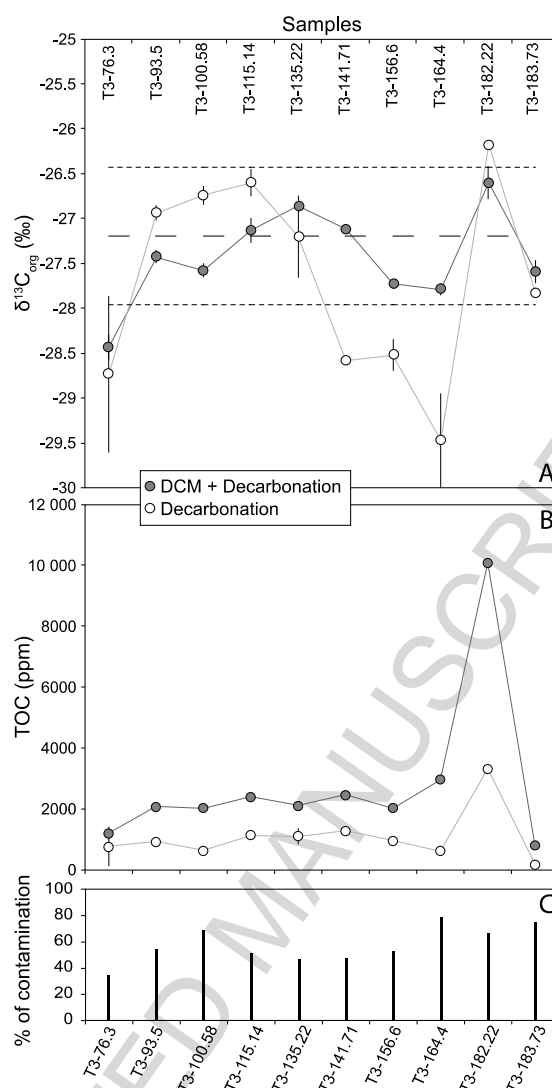 Samples
-25
-25.5
-26
-26.5
-27
-27.5
-28
-28.5
-29
-29.5
-30
δ¹³Corg (‰)
T3-76.3
T3-93.5
T3-100.58
T3-115.14
T3-135.22
T3-141.71
T3-156.6
T3-164.4
T3-182.22
T3-183.73
A
DCM + Decarbonation
Decarbonation
B
12 000
10 000
8000
6000
4000
2000
0
TOC (ppm)
C
100
80
60
40
20
0
% of contamination
T3-76.3
T3-93.5
T3-100.58
T3-115.14
T3-135.22
T3-141.71
T3-156.6
T3-164.4
T3-182.22
T3-183.73
ED MANUSCRI